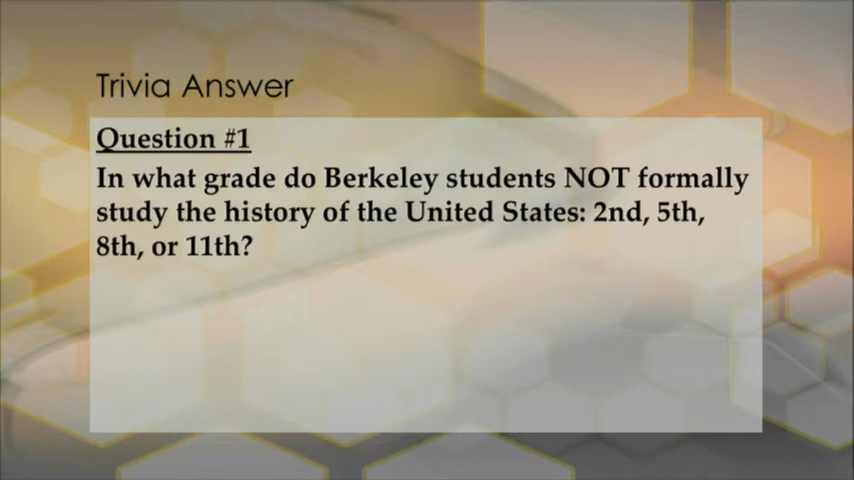 Trivia Answer
Question #1
In what grade do Berkeley students NOT formally
study the history of the United States: 2nd, 5th,
8th, or 11th?